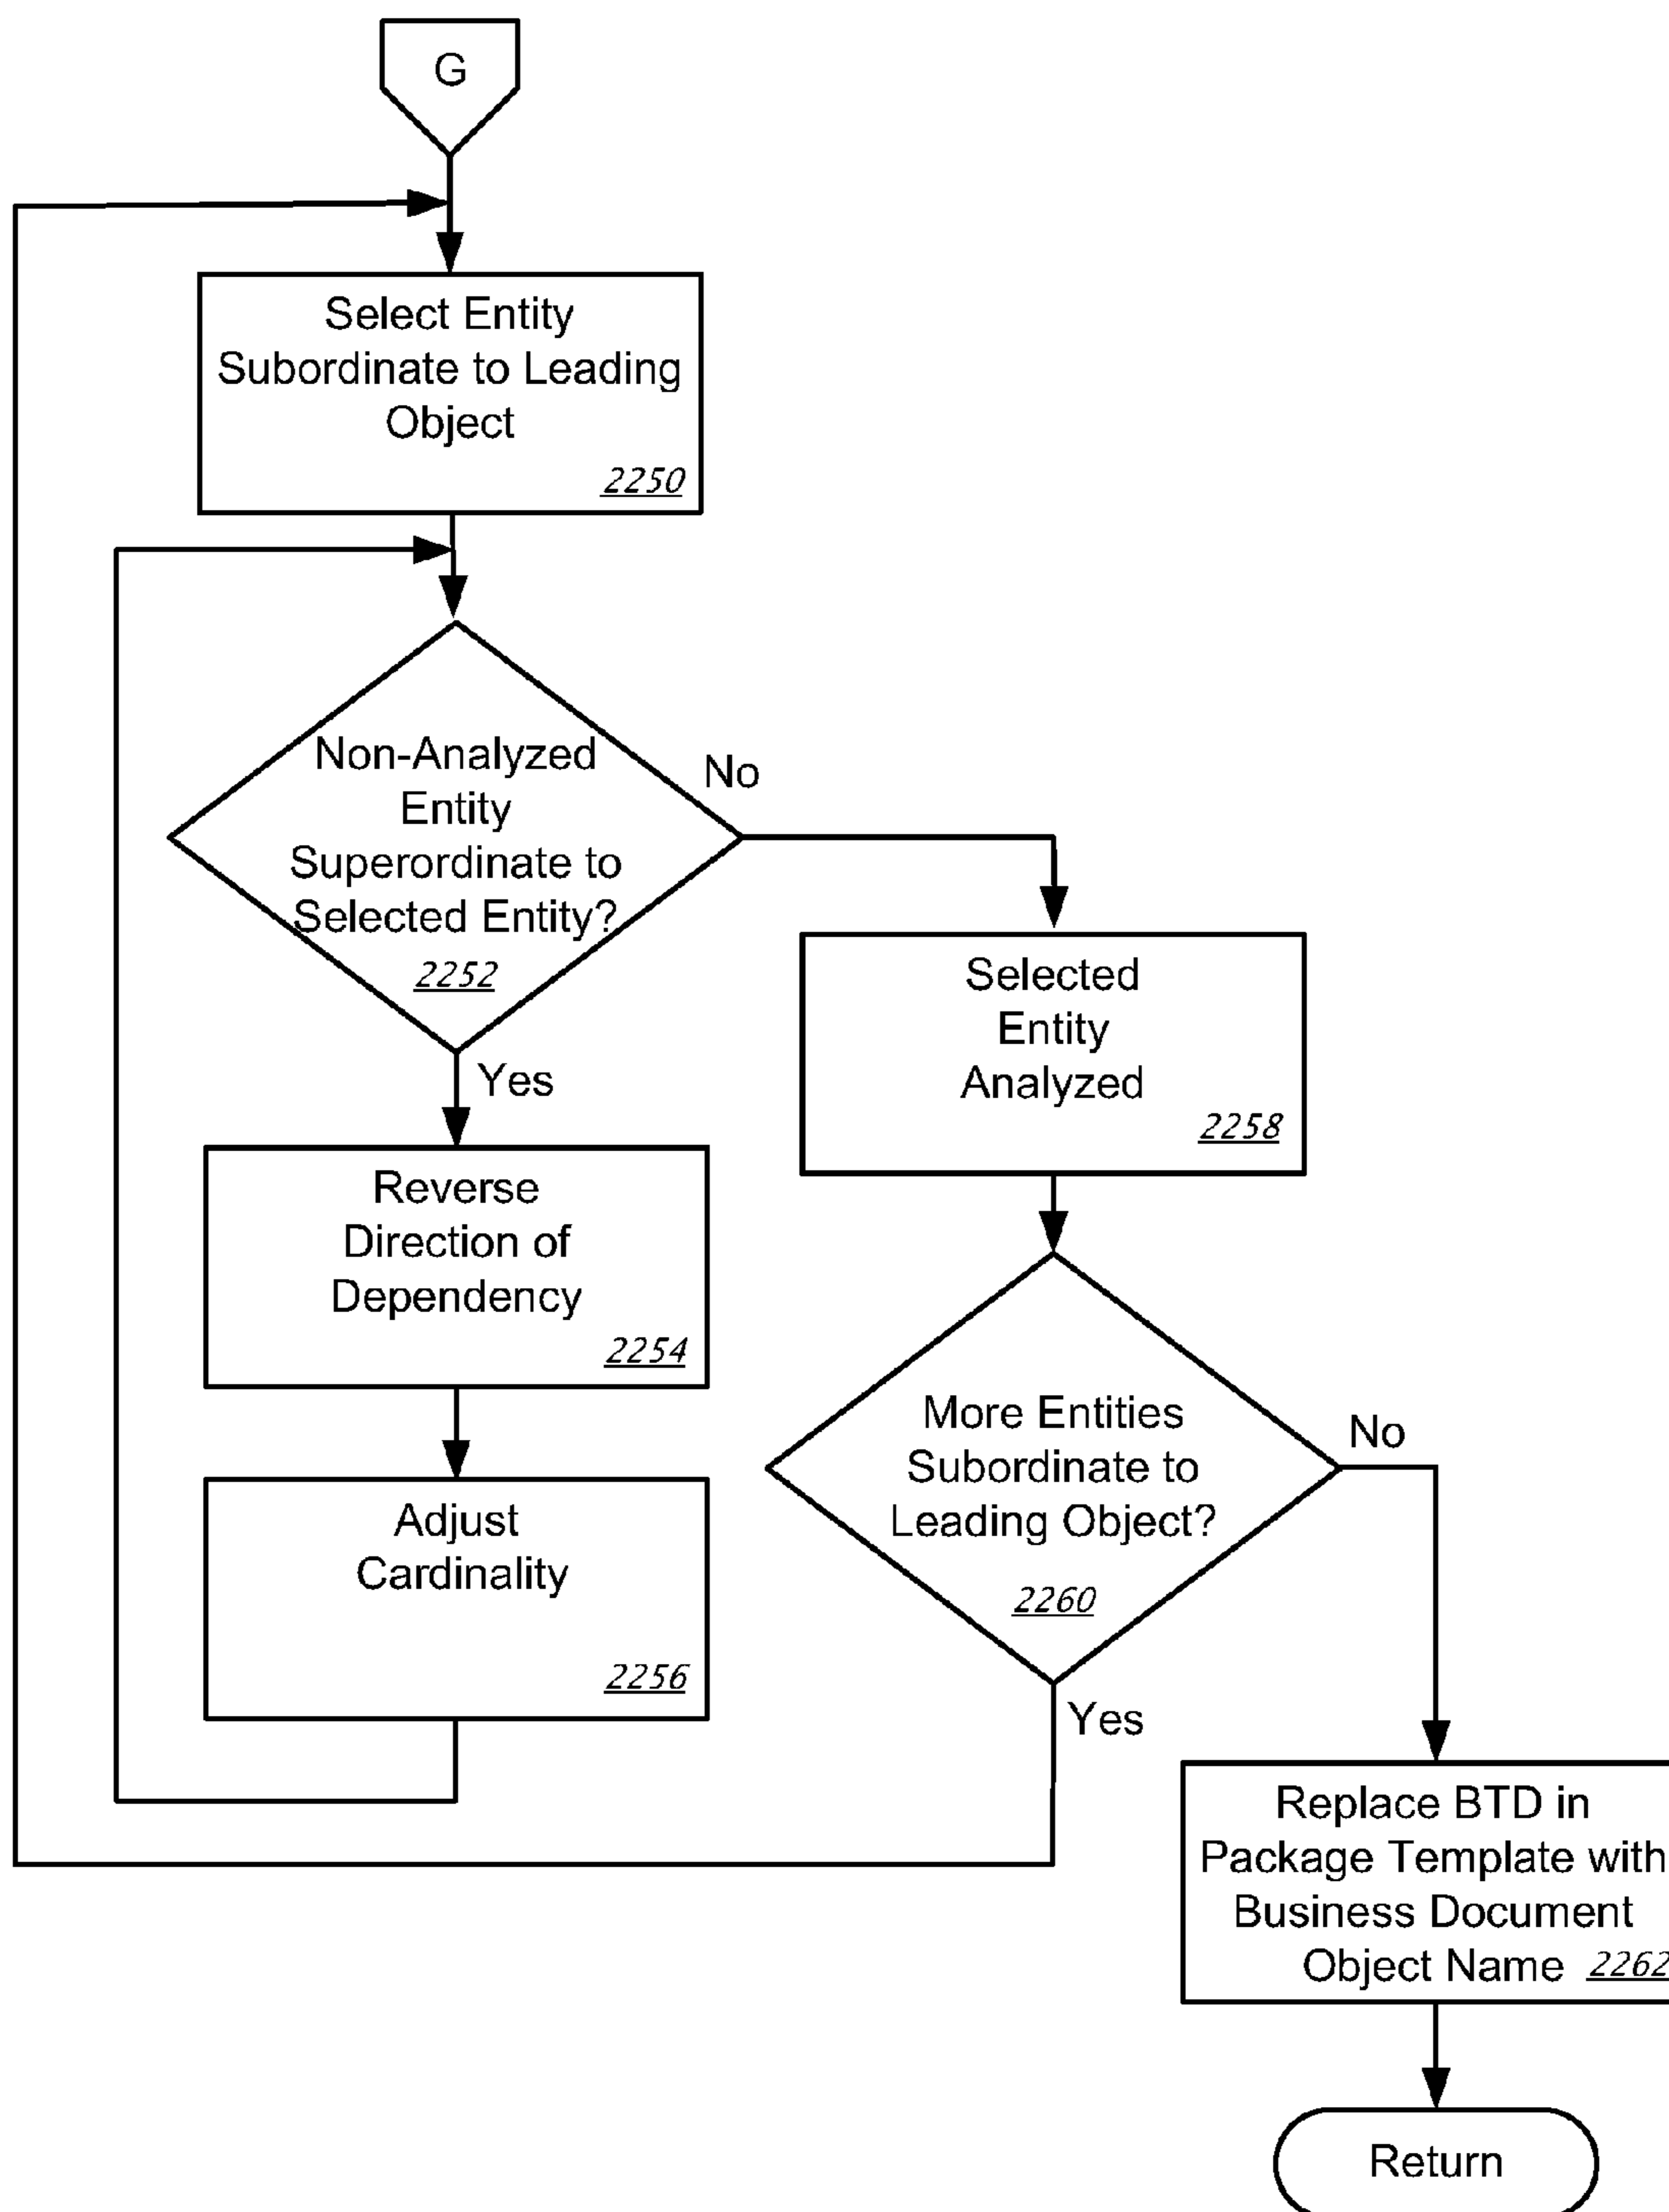 G
Select Entity
Subordinate to Leading
Object
2250
Non-Analyzed
Entity
Superordinate to
Selected Entity?
2252
No
Yes
Reverse
Direction of
Dependency
2254
Adjust
Cardinality
2256
Selected
Entity
Analyzed
2258
More Entities
Subordinate to
Leading Object?
2260
No
Yes
Replace BTD in
Package Template with
Business Document
Object Name 2262
Return